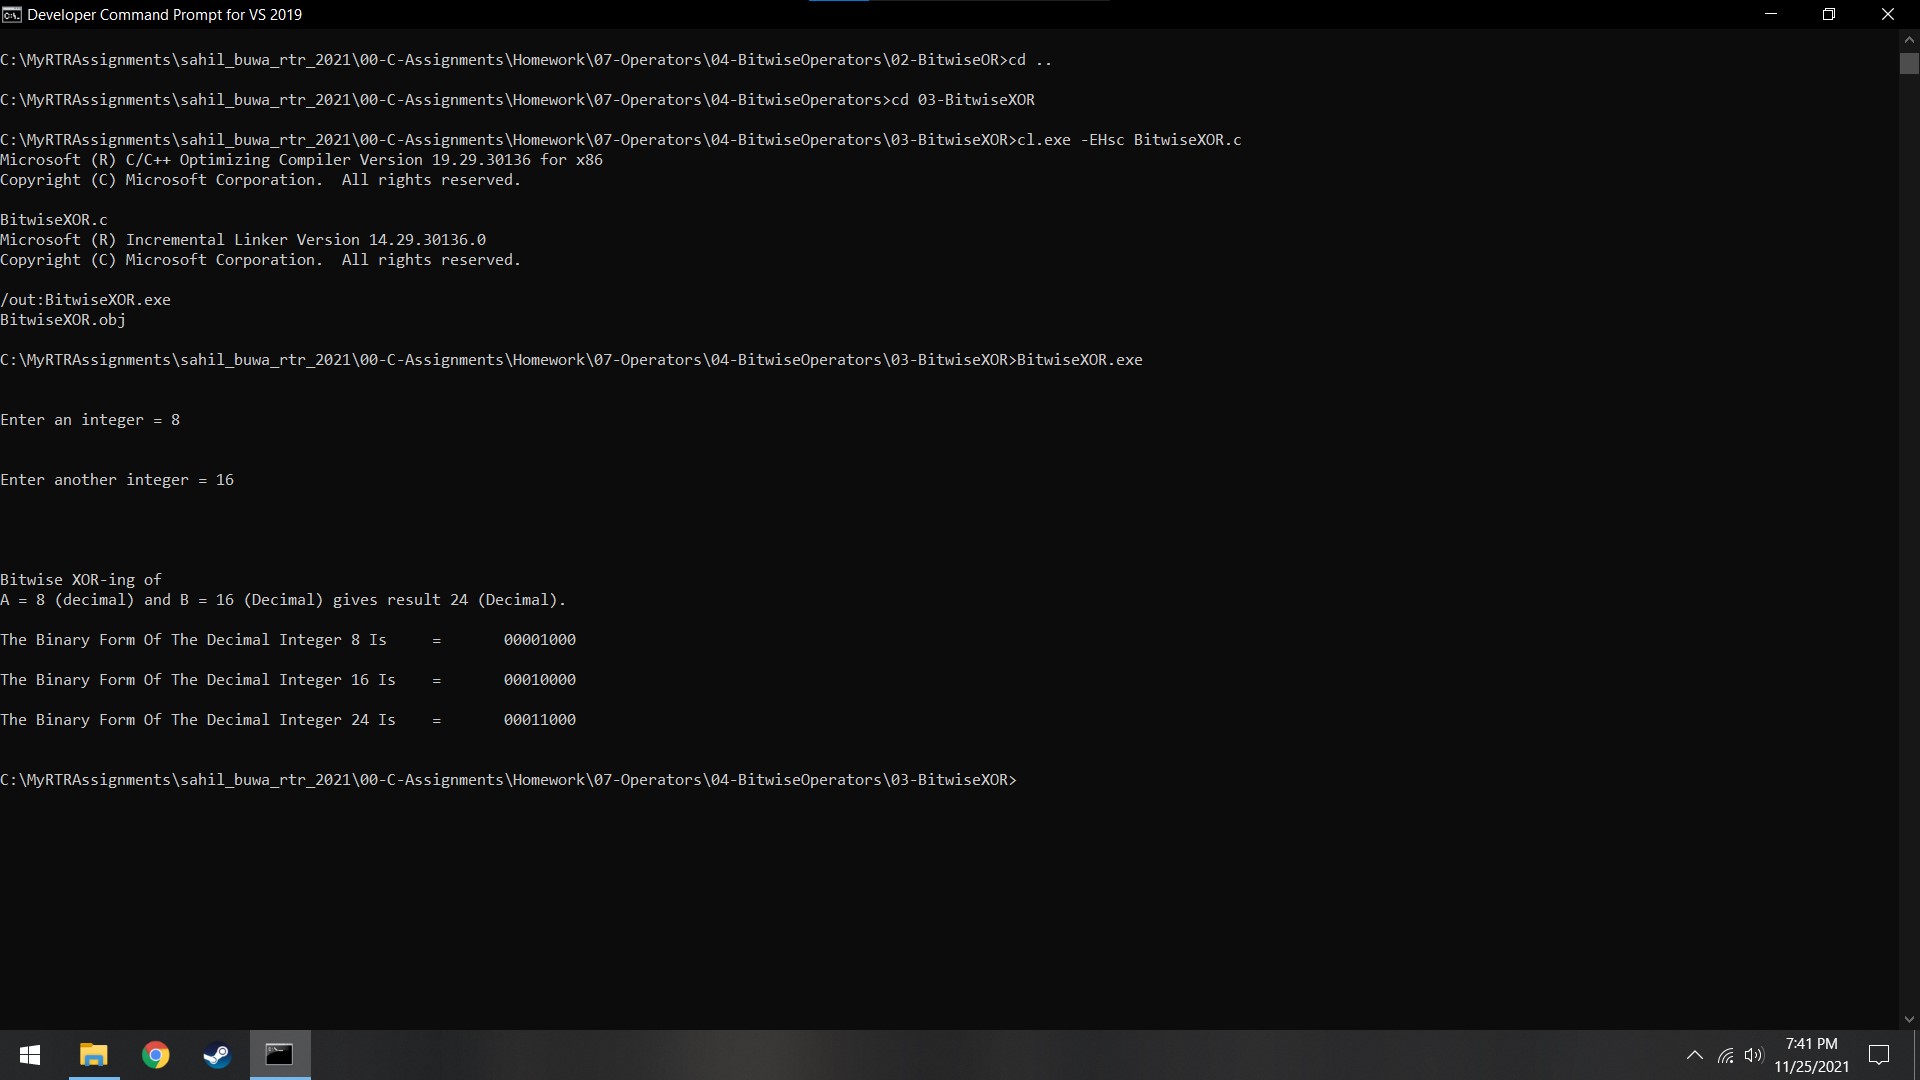 Developer Command Prompt for VS 2019
C:\MyRTRAssignments\sahil_buwa_rtr_2021\00-C-Assignments\Homework\07-Operators\04-BitwiseOperators\02-BitwiseOR>cd ..
C:\MyRTRAssignments\sahil_buwa_rtr_2021\00-C-Assignments\Homework\07-Operators\04-BitwiseOperators>cd 03-BitwiseXOR
C:\MyRTRAssignments\sahil_buwa_rtr_2021\00-C-Assignments\Homework\07-Operators\04-BitwiseOperators\03-BitwiseXOR>cl.exe -EHsc BitwiseXOR.c
Microsoft (R) C/C++ Optimizing Compiler Version 19.29.30136 for x86
Copyright (C) Microsoft Corporation.  All rights reserved.
BitwiseXOR.c
Microsoft (R) Incremental Linker Version 14.29.30136.0
Copyright (C) Microsoft Corporation.  All rights reserved.
/out:BitwiseXOR.exe
BitwiseXOR.obj
C:\MyRTRAssignments\sahil_buwa_rtr_2021\00-C-Assignments\Homework\07-Operators\04-BitwiseOperators\03-BitwiseXOR>BitwiseXOR.exe
Enter an integer = 8
Enter another integer = 16
Bitwise XOR-ing of
A = 8 (decimal) and B = 16 (Decimal) gives result 24 (Decimal).
The Binary Form Of The Decimal Integer 8 Is     =       00001000
The Binary Form Of The Decimal Integer 16 Is    =       00010000
The Binary Form Of The Decimal Integer 24 Is    =       00011000
C:\MyRTRAssignments\sahil_buwa_rtr_2021\00-C-Assignments\Homework\07-Operators\04-BitwiseOperators\03-BitwiseXOR>
7:41 PM
11/25/2021